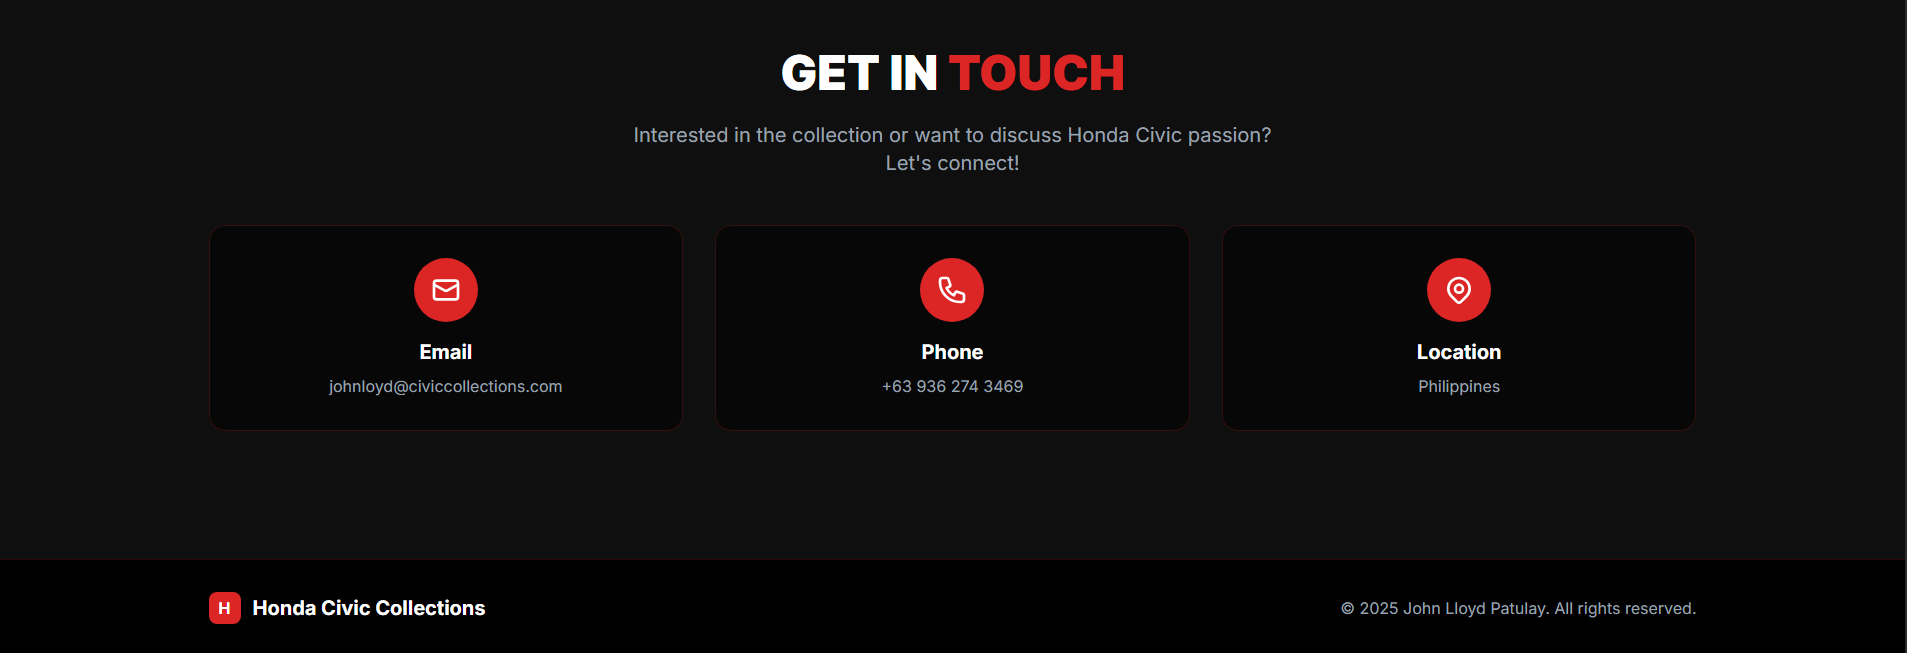 GET IN TOUCH
Interested in the collection or want to discuss Honda Civic passion?
Let's connect!
Email
johnloyd@civiccollections.com
Phone
+63 936 274 3469
Location
Philippines
H Honda Civic Collections
© 2025 John Lloyd Patulay. All rights reserved.